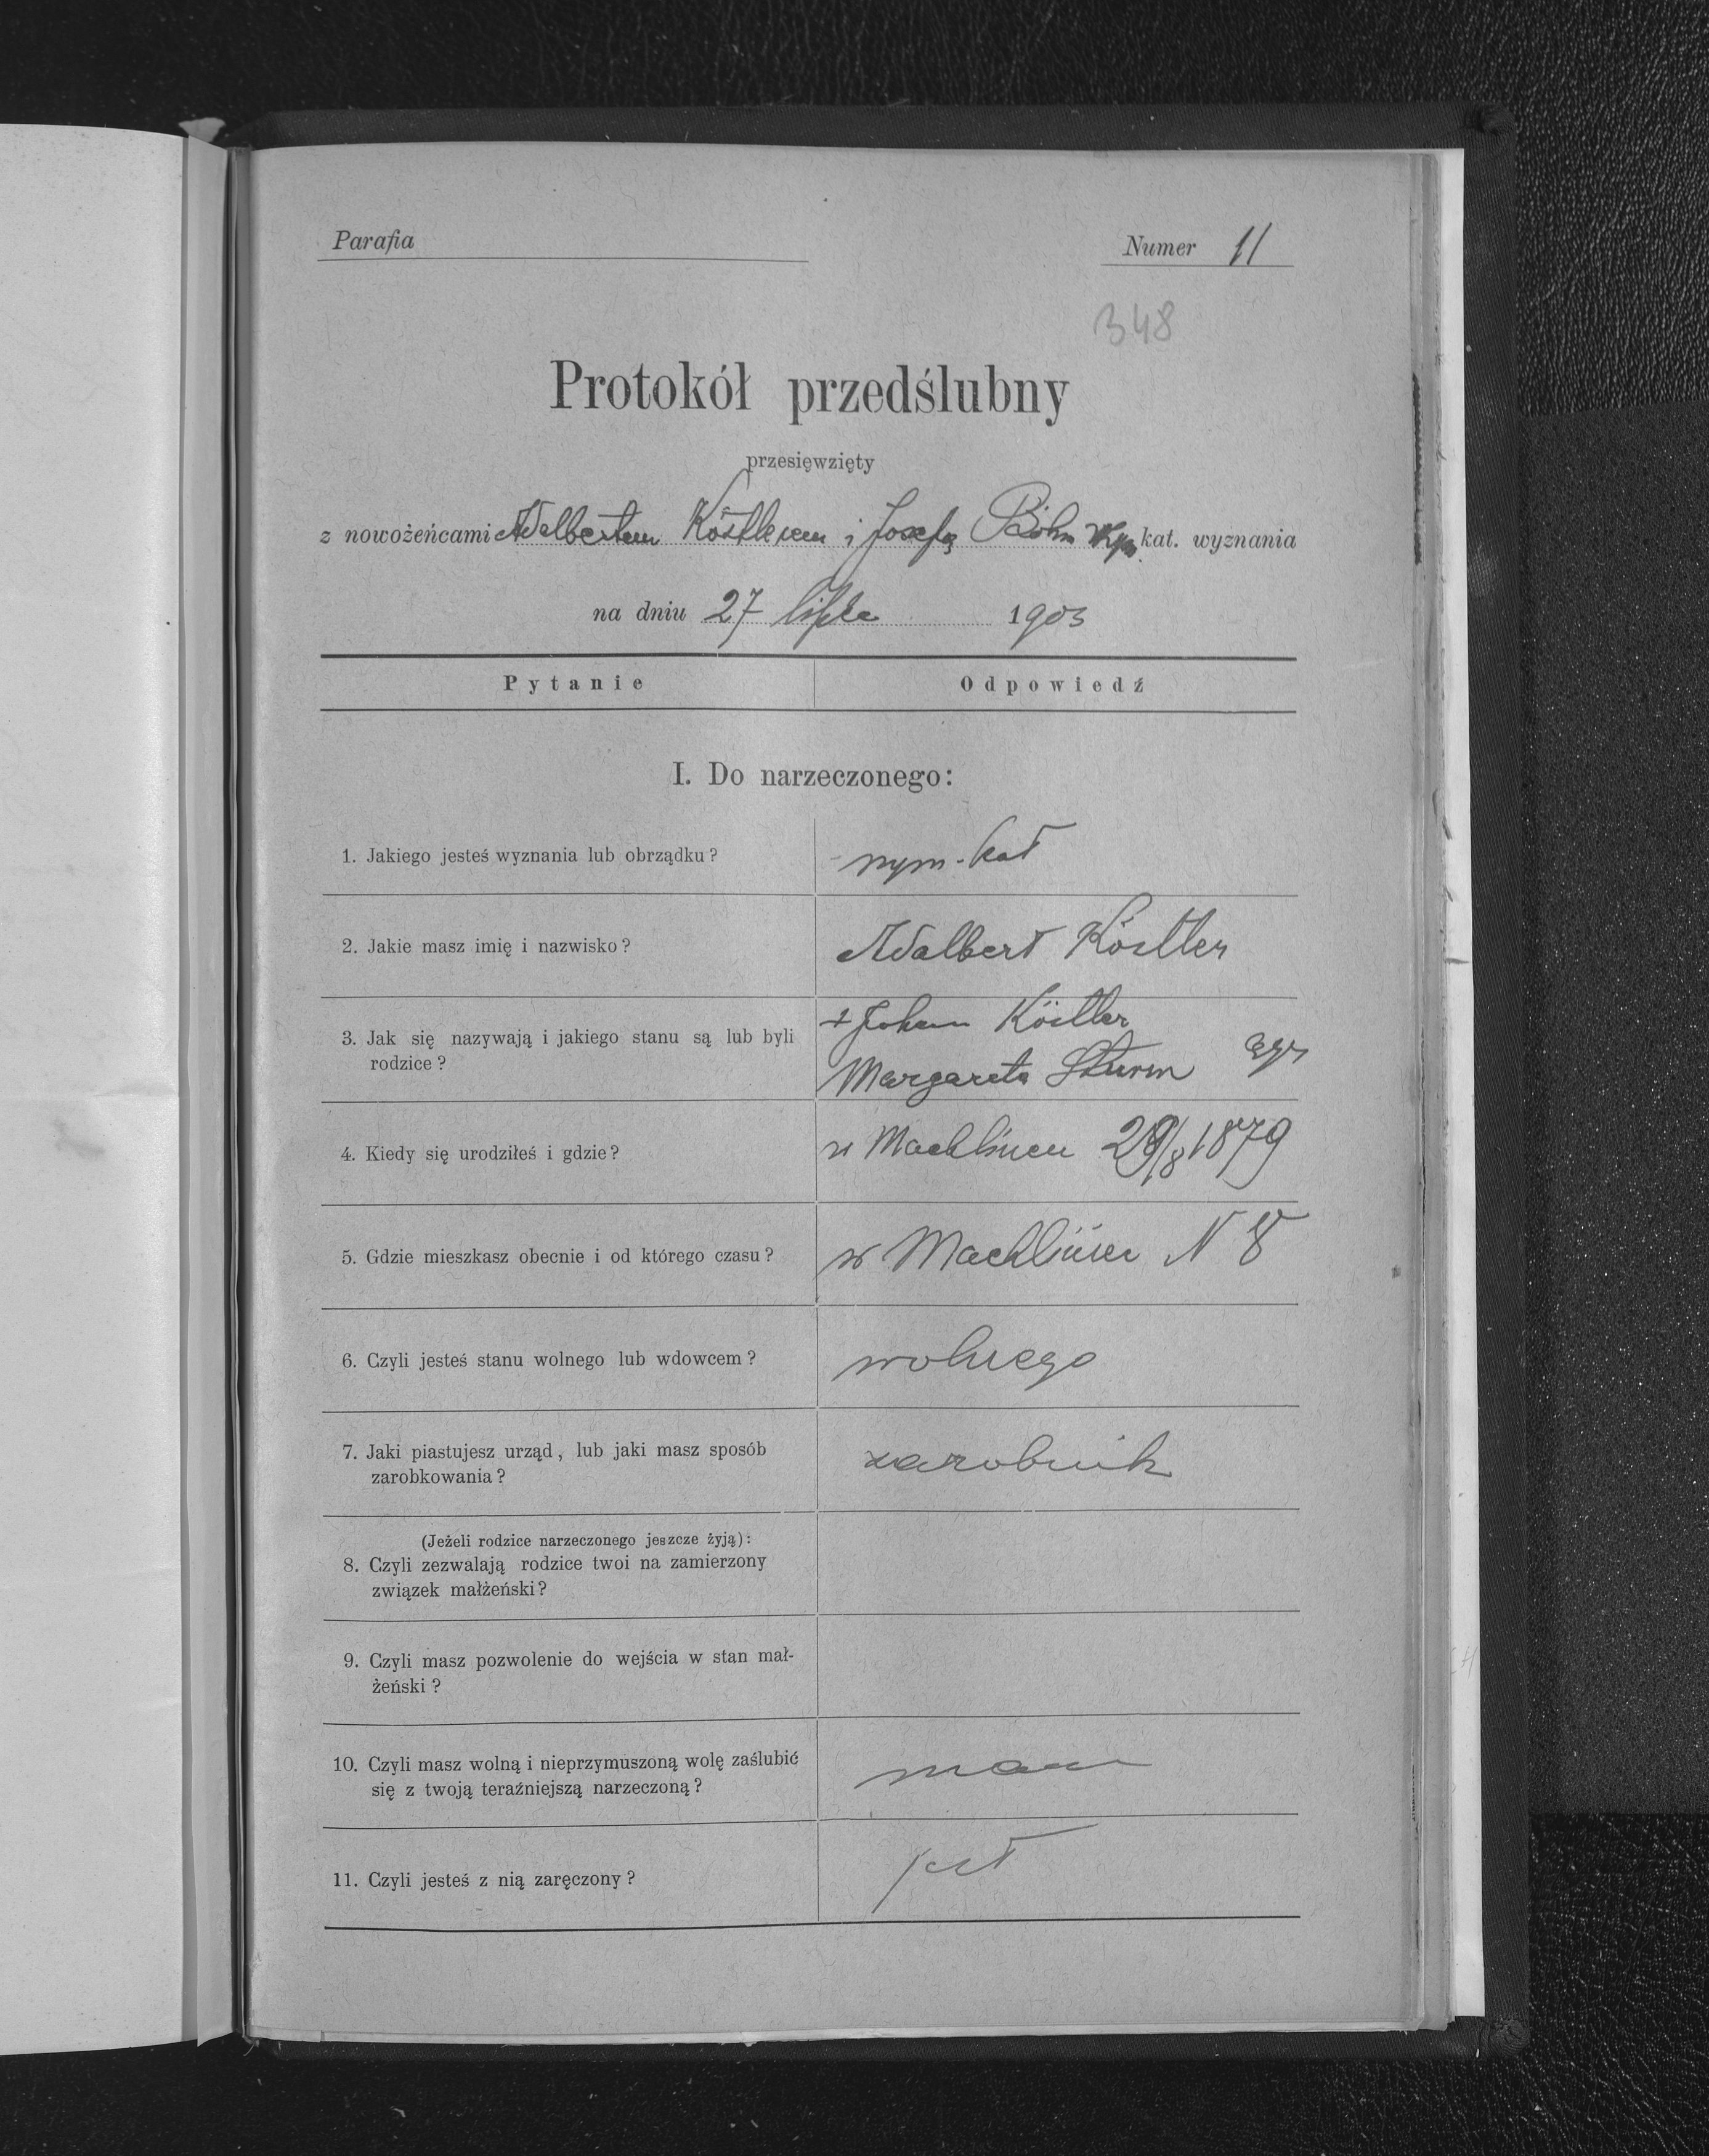 Parafia
Numer 11
348
Protokół przedślubny
przesięwzięty
z nowożeńcami Adalbertem Köstlerem i Josefą Böhm rzym. kat. wyznania
na dniu 27 lipca 1903
Pytanie Odpowiedź
I. Do narzeczonego:
1. Jakiego jesteś wyznania lub obrządku? rzym-kat
2. Jakie masz imię i nazwisko? Adalbert Köstler
3. Jak się nazywają i jakiego stanu są lub byli + Johan Köstler
rodzice? Margareta Sturm
4. Kiedy się urodziłeś i gdzie? w Machlincu /8 1879
5. Gdzie mieszkasz obecnie i od którego czasu? w Machlińcu N 8
6. Czyli jesteś stanu wolnego lub wdowcem? wolnego
7. Jaki piastujesz urząd, lub jaki masz sposób
zarobkowania? zarobnik
(Jeżeli rodzice narzeczonego jeszcze żyją):
8. Czyli zezwalają rodzice twoi na zamierzony
związek małżeński?
9. Czyli masz pozwolenie do wejścia w stan mał-
żeński?
10. Czyli masz wolną i nieprzymuszoną wolę zaślubić
się z twoją teraźniejszą narzeczoną? mam
11. Czyli jesteś z nią zaręczony? jest